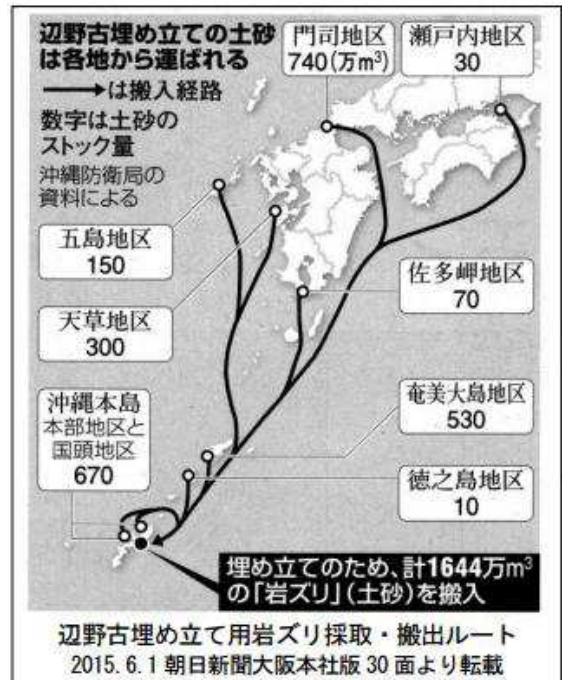 辺野古埋め立ての土砂
は各地から運ばれる
→は搬入経路
数字は土砂の
ストック量
沖縄防衛局の
資料による
門司地区
740(万m³)
瀬戸内地区
30
五島地区
150
天草地区
300
佐多岬地区
70
沖縄本島
本部地区と
国頭地区
670
奄美大島地区
530
徳之島地区
10
埋め立てのため、計1644万m³
の「岩ズリ」(土砂)を搬入
辺野古埋め立て用岩ズリ採取・搬出ルート
2015.6.1 朝日新聞大阪本社版 30 面より転載